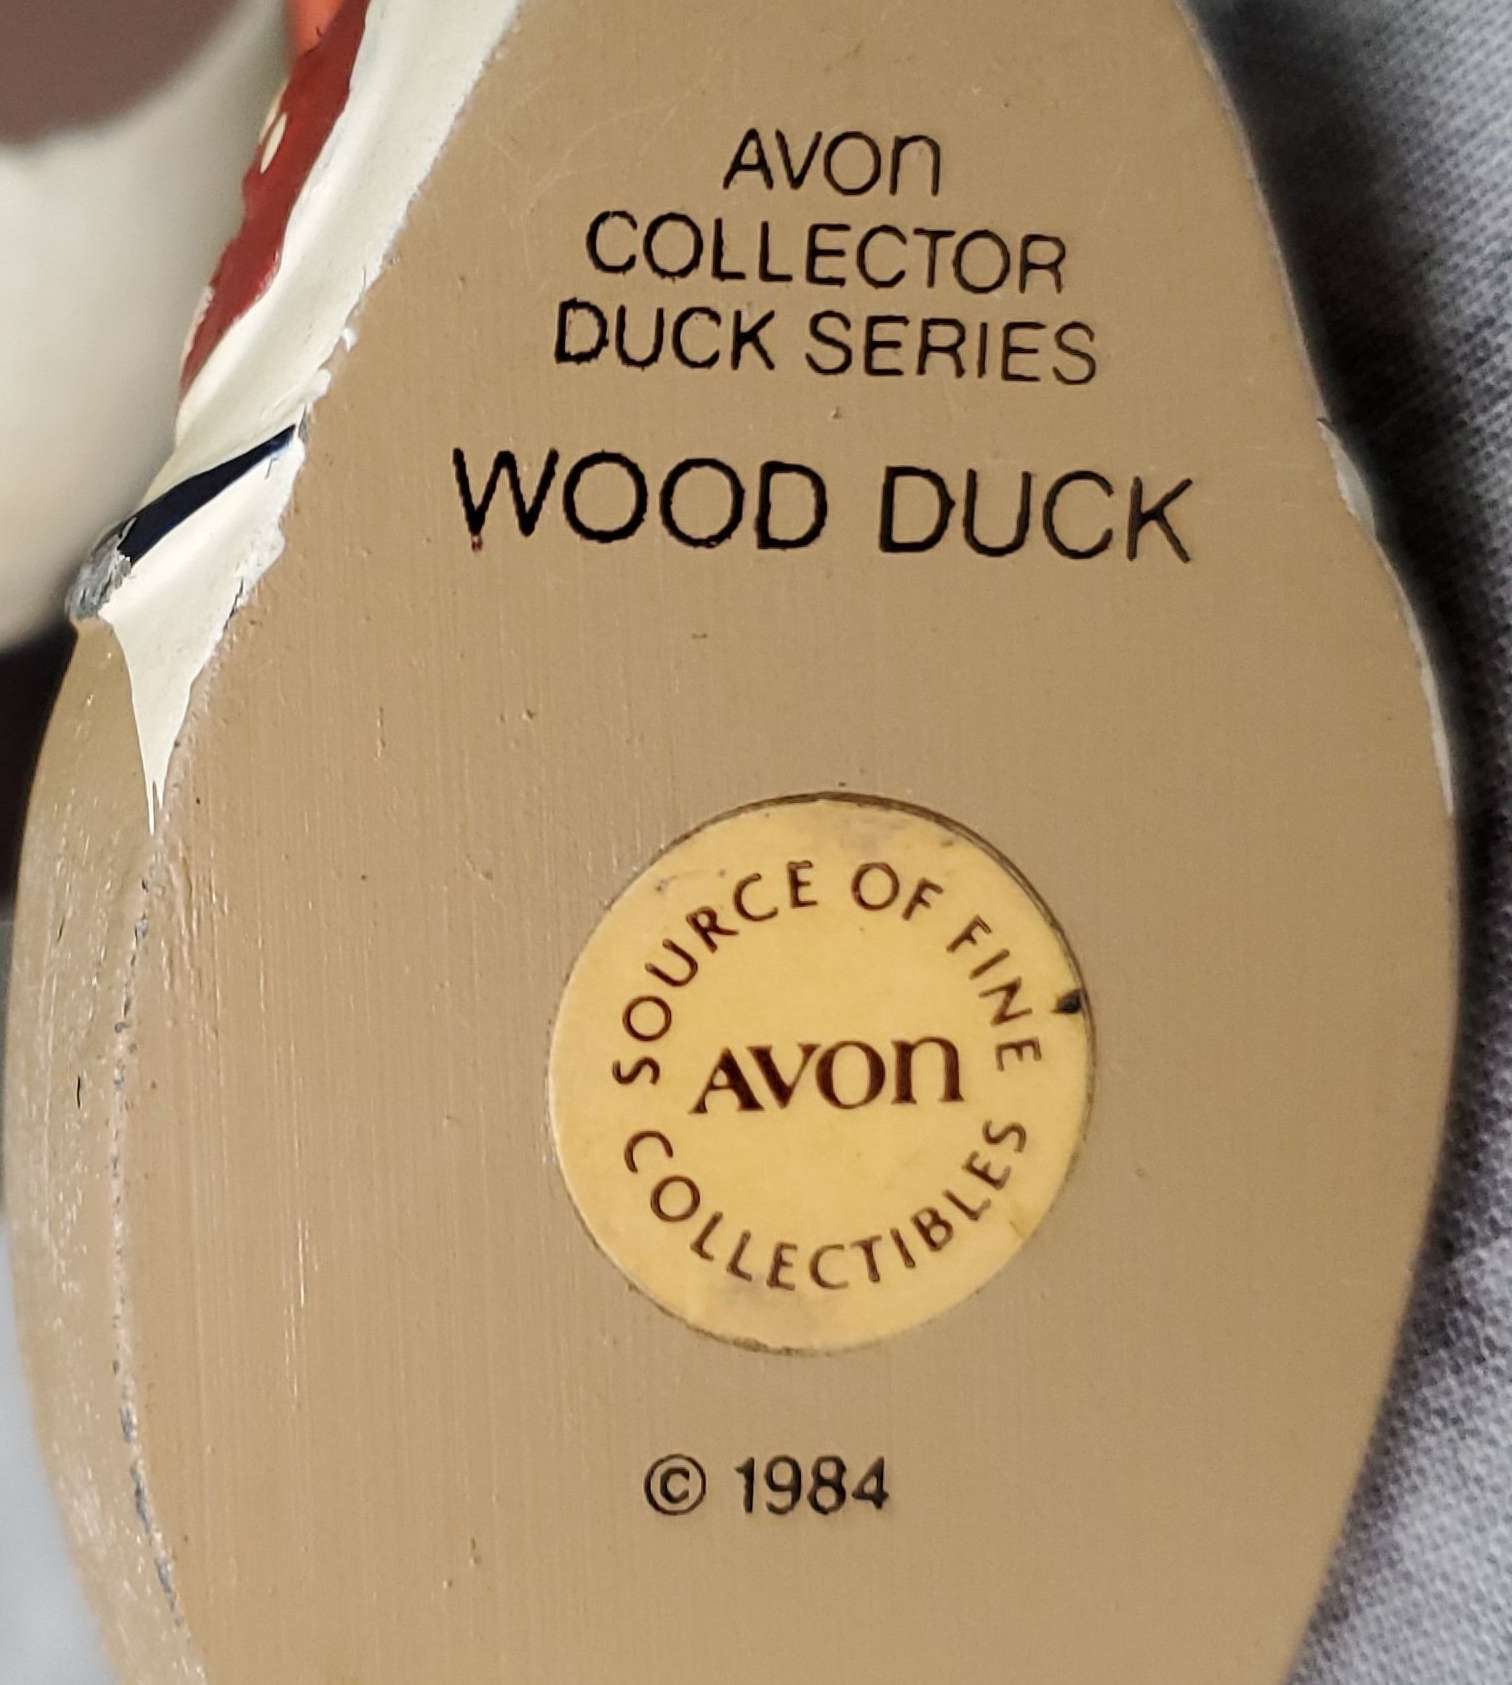 AVON
COLLECTOR
DUCK SERIES
WOOD DUCK
SOURCE OF FINE
AVON
COLLECTIBLES
© 1984